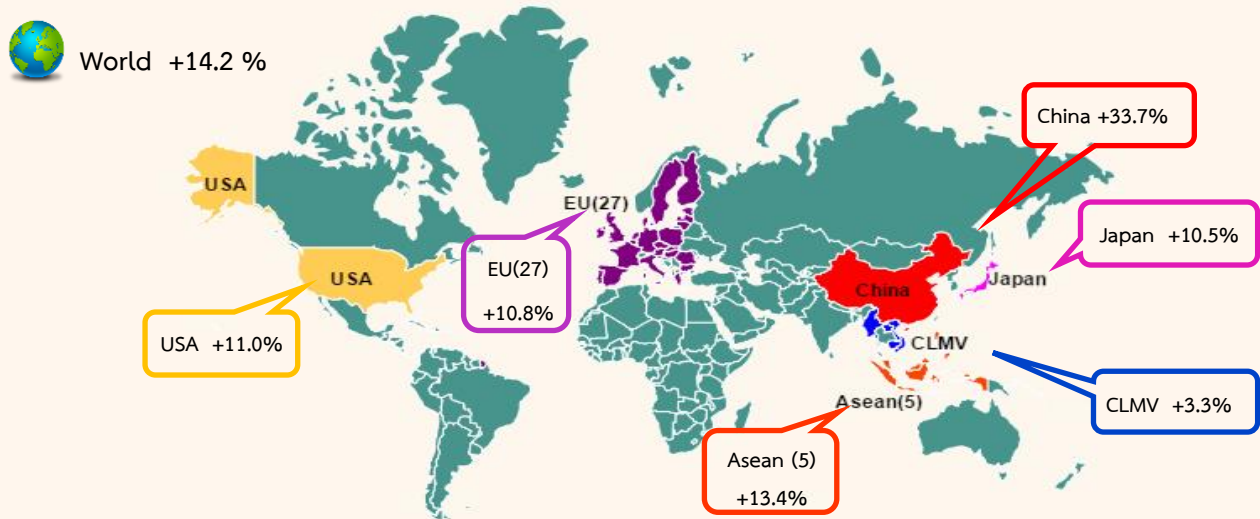 World +14.2 %
China +33.7%
USA
EU(27)
Japan +10.5%
EU(27)
+10.8%
USA
China
Japan
USA +11.0%
CLMV
Asean(5)
CLMV +3.3%
Asean (5)
+13.4%